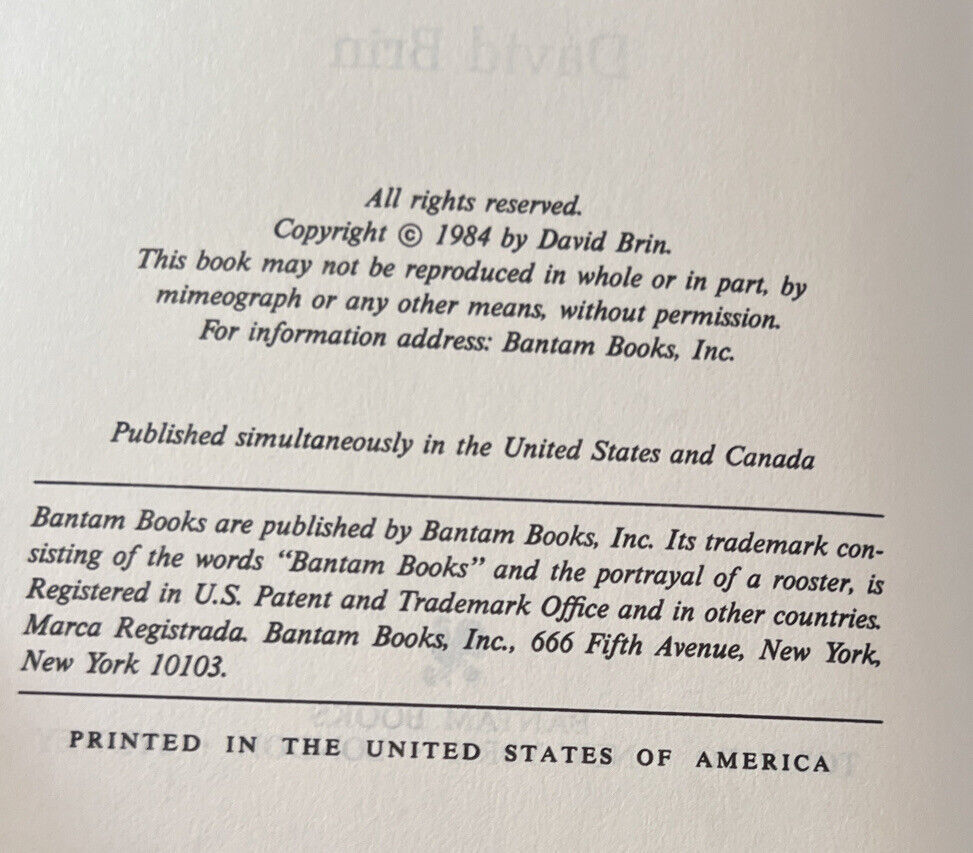 David Brin
All rights reserved.
Copyright © 1984 by David Brin.
This book may not be reproduced in whole or in part, by
mimeograph or any other means, without permission.
For information address: Bantam Books, Inc.
Published simultaneously in the United States and Canada
Bantam Books are published by Bantam Books, Inc. Its trademark con-
sisting of the words “Bantam Books” and the portrayal of a rooster, is
Registered in U.S. Patent and Trademark Office and in other countries.
Marca Registrada. Bantam Books, Inc., 666 Fifth Avenue, New York,
New York 10103.
BANTAM BOOKS
PRINTED IN THE UNITED STATES OF AMERICA